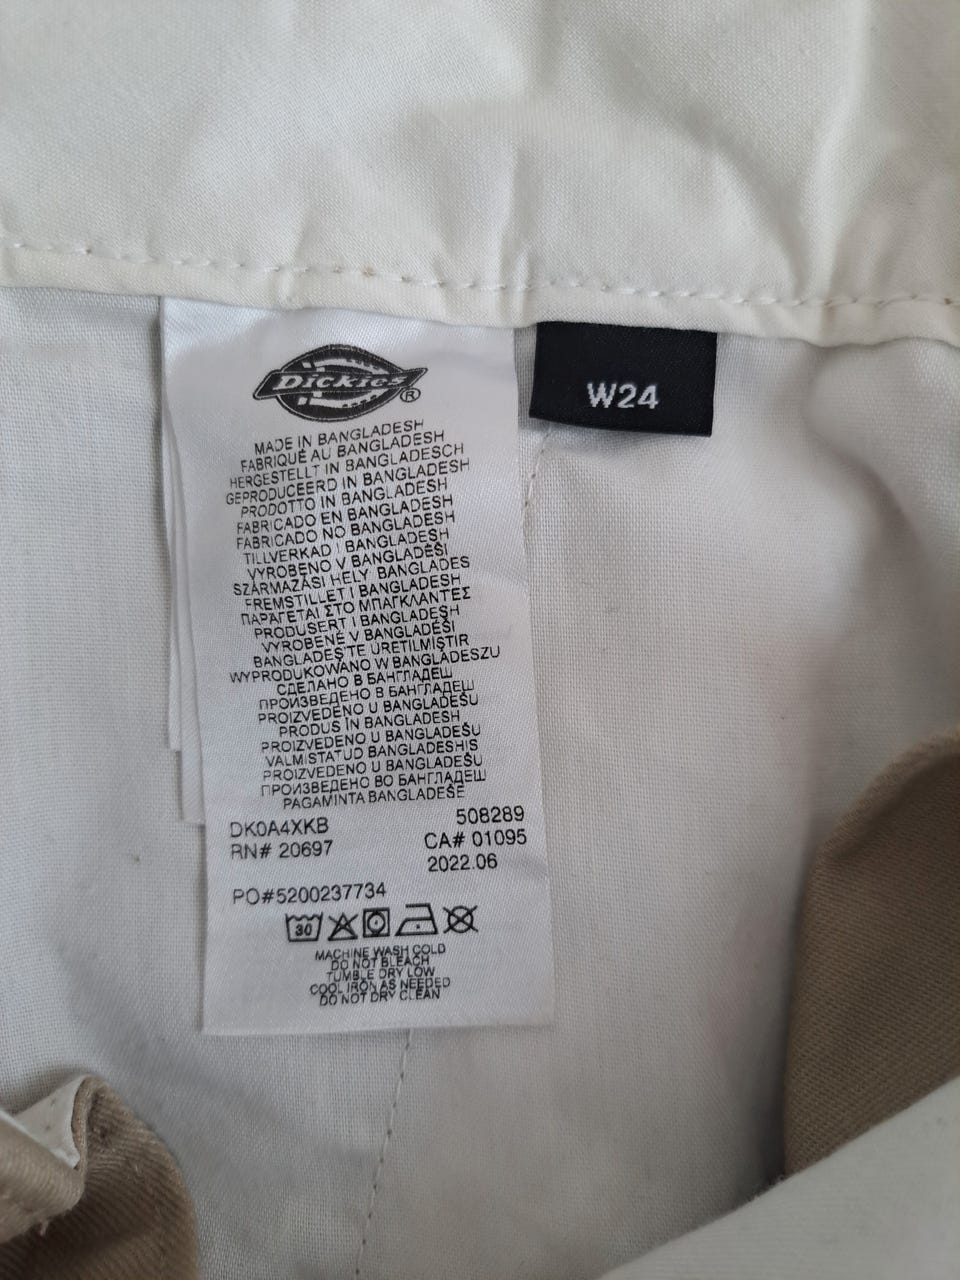 Dickies®
W24
MADE IN BANGLADESH
FABRIQUÉ AU BANGLADESH
HERGESTELLT IN BANGLADESCH
GEPRODUCEERD IN BANGLADESH
PRODOTTO IN BANGLADESH
FABRICADO EN BANGLADESH
FABRICADO NO BANGLADESH
TILLVERKAD I BANGLADESH
VYROBENO V BANGLADÉŠI
SZÁRMAZÁSI HELY BANGLADES
FREMSTILLET I BANGLADESH
ΠΑΡΑΓΕΤΑΙ ΣΤΟ ΜΠΑΓΚΛΑΝΤΕΣ
PRODUSERT I BANGLADESH
VYROBENÉ V BANGLADÉŠI
BANGLADEŞ'TE ÜRETİLMİŞTİR
WYPRODUKOWANO W BANGLADESZU
СДЕЛАНО В БАНГЛАДЕШ
ПРОИЗВЕДЕНО В БАНГЛАДЕШ
PROIZVEDENO U BANGLADEŠU
PRODUS ÎN BANGLADESH
PROIZVEDENO U BANGLADEŠU
VALMISTATUD BANGLADESHIS
PROIZVEDENO U BANGLADEŠU
ПРОИЗВЕДЕНО ВО БАНГЛАДЕШ
PAGAMINTA BANGLADEŠE
DK0A4XKB 508289
RN# 20697 CA# 01095
2022.06
PO#5200237734
30
MACHINE WASH COLD
DO NOT BLEACH
TUMBLE DRY LOW
COOL IRON AS NEEDED
DO NOT DRY CLEAN